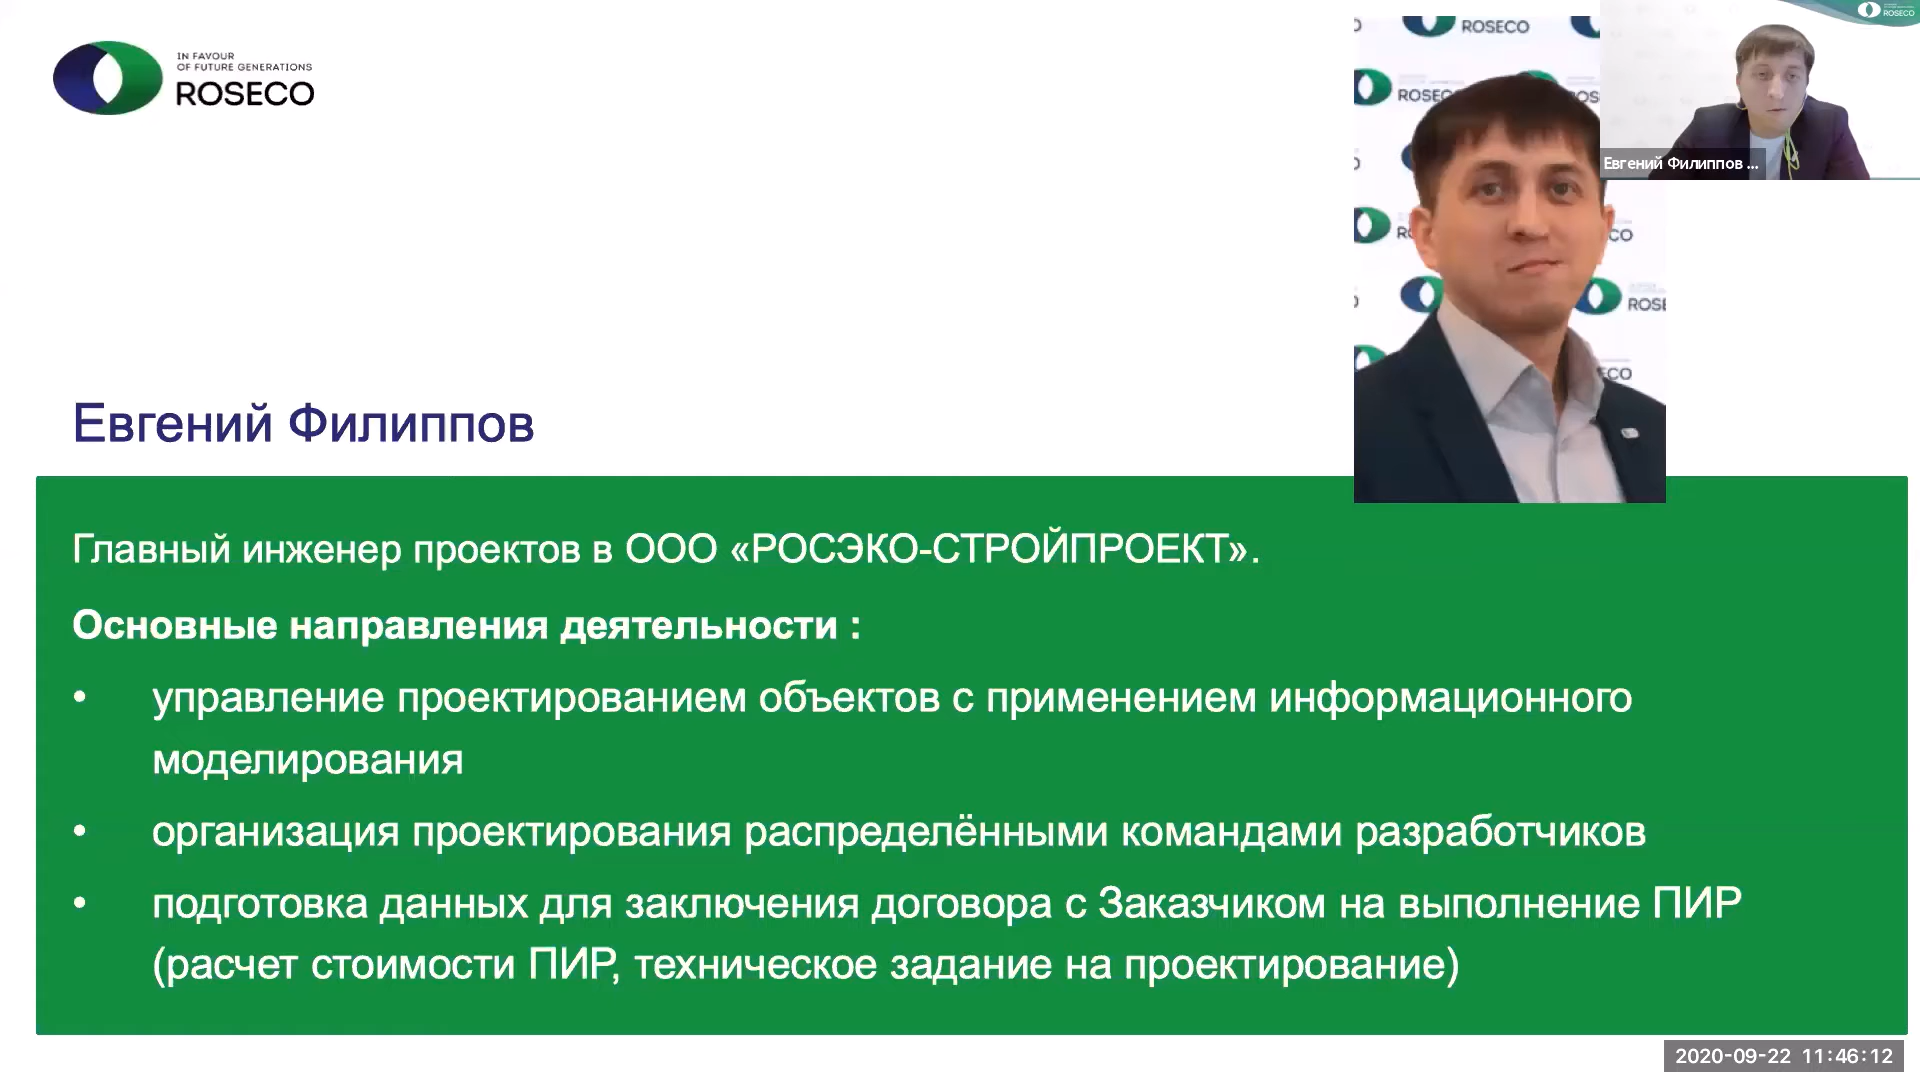 IN FAVOUR
OF FUTURE GENERATIONS
ROSECO
ROSECO
ROSECO
Евгений Филиппов ...
Евгений Филиппов
Главный инженер проектов в ООО «РОСЭКО-СТРОЙПРОЕКТ».
Основные направления деятельности :
• управление проектированием объектов с применением информационного
моделирования
• организация проектирования распределёнными командами разработчиков
• подготовка данных для заключения договора с Заказчиком на выполнение ПИР
(расчет стоимости ПИР, техническое задание на проектирование)
2020-09-22 11:46:12